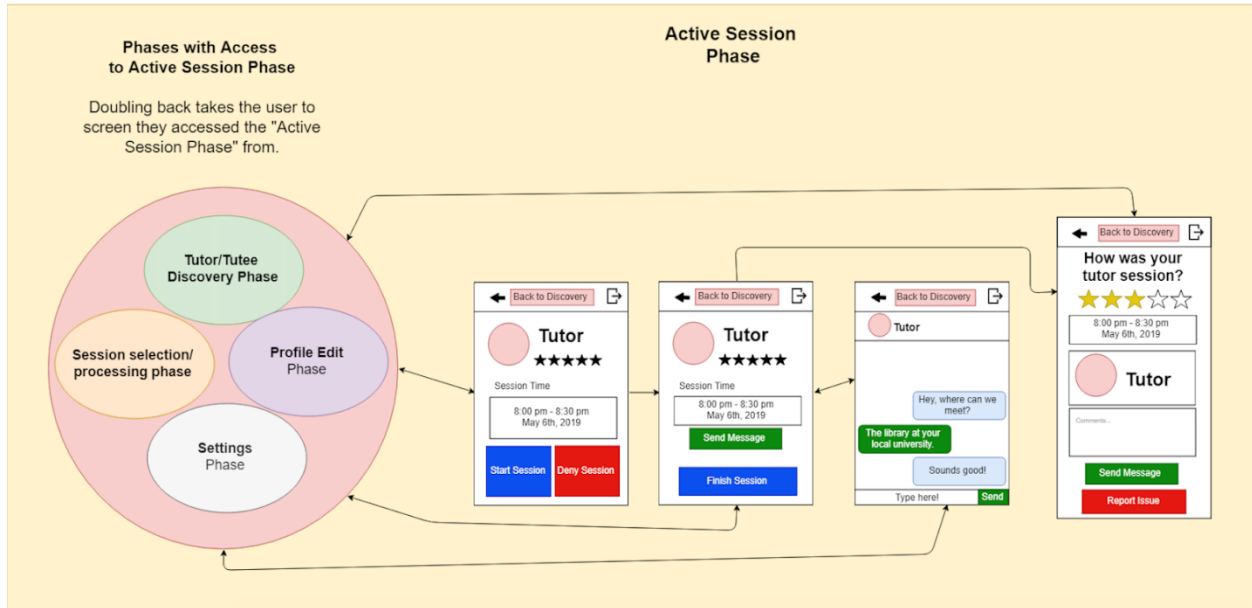 Phases with Access
to Active Session Phase
Doubling back takes the user to
screen they accessed the "Active
Session Phase" from.
Active Session
Phase
Tutor/Tutee
Discovery Phase
Session selection/
processing phase
Profile Edit
Phase
Settings
Phase
Back to Discovery
Tutor
Session Time
8:00 pm - 8:30 pm
May 6th, 2019
Start Session
Deny Session
Back to Discovery
Tutor
Session Time
8:00 pm - 8:30 pm
May 6th, 2019
Send Message
Finish Session
Back to Discovery
Tutor
Hey, where can we
meet?
The library at your
local university.
Sounds good!
Type here!
Send
Back to Discovery
How was your
tutor session?
8:00 pm - 8:30 pm
May 6th, 2019
Tutor
Comments...
Send Message
Report Issue